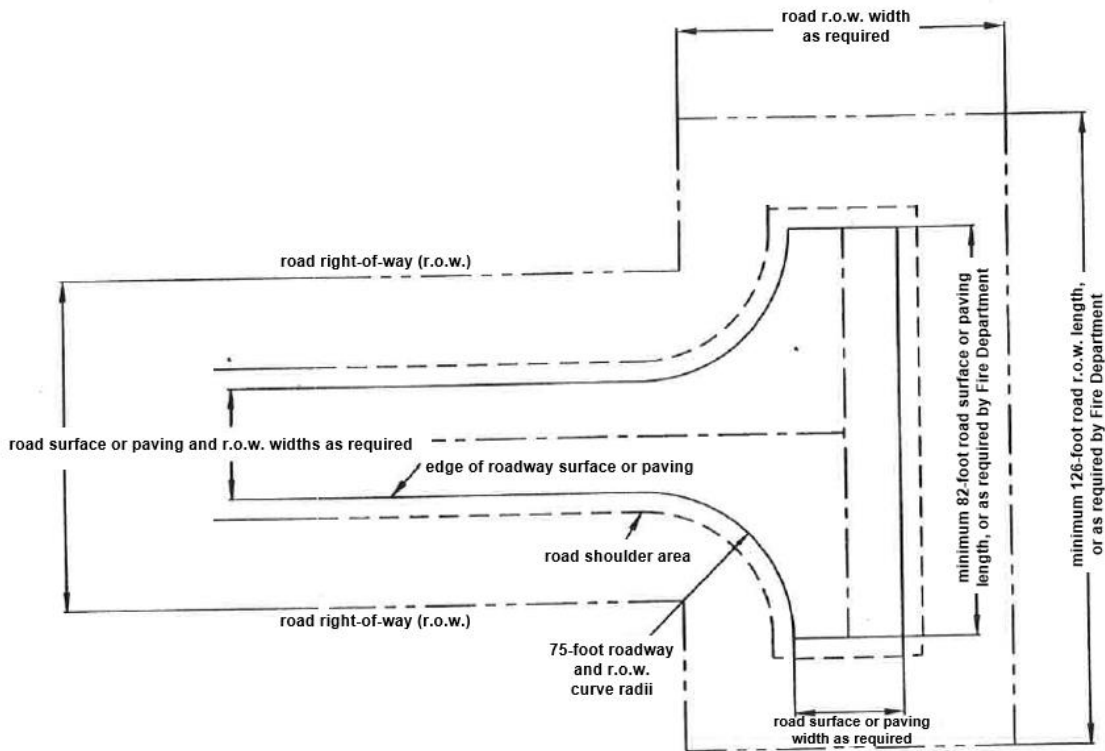 road r.o.w. width
as required
road right-of-way (r.o.w.)
road surface or paving and r.o.w. widths as required
edge of roadway surface or paving
road shoulder area
road right-of-way (r.o.w.)
75-foot roadway
and r.o.w.
curve radii
road surface or paving
width as required
minimum 82-foot road surface or paving
length, or as required by Fire Department
minimum 126-foot road r.o.w. length,
or as required by Fire Department